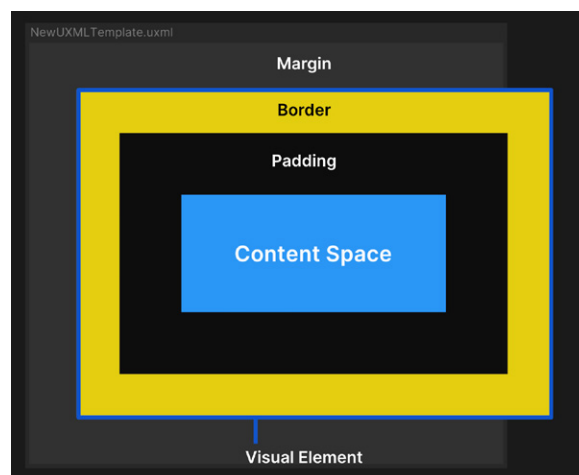 NewUXMLTemplate.uxml
Margin
Border
Padding
Content Space
Visual Element